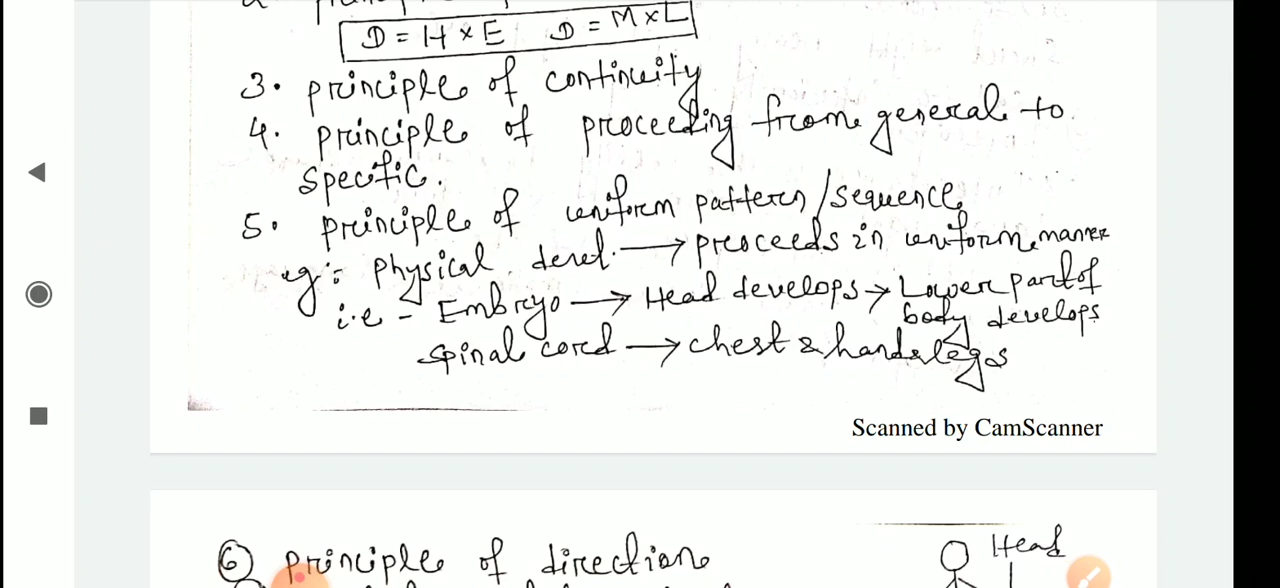 D = H × E D = M × L
3. principle of continuity
4. principle of proceeding from general to
specific.
5. principle of uniform pattern/sequence
eg: Physical devel. → proceeds in uniform manner
i.e - Embryo → Head develops → Lower part of
body develops
spinal cord → chest & hands & legs
Scanned by CamScanner
6 principle of direction
Head